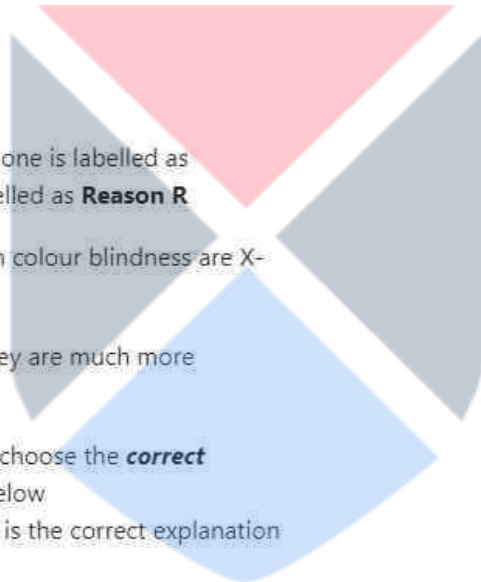 one is labelled as
elled as Reason R
colour blindness are X-
ey are much more
choose the correct
elow
is the correct explanation